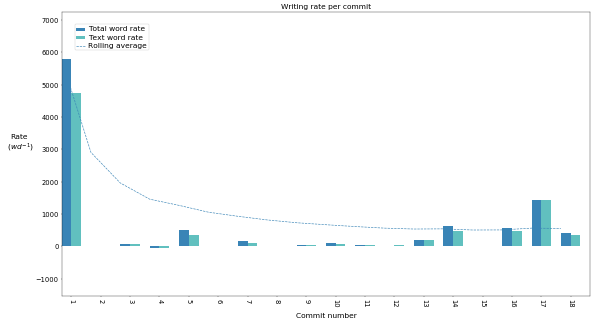 Writing rate per commit
Total word rate
Text word rate
Rolling average
7000
6000
5000
4000
3000
2000
1000
0
−1000
Rate
(wd⁻¹)
1 2 3 4 5 6 7 8 9 10 11 12 13 14 15 16 17 18
Commit number